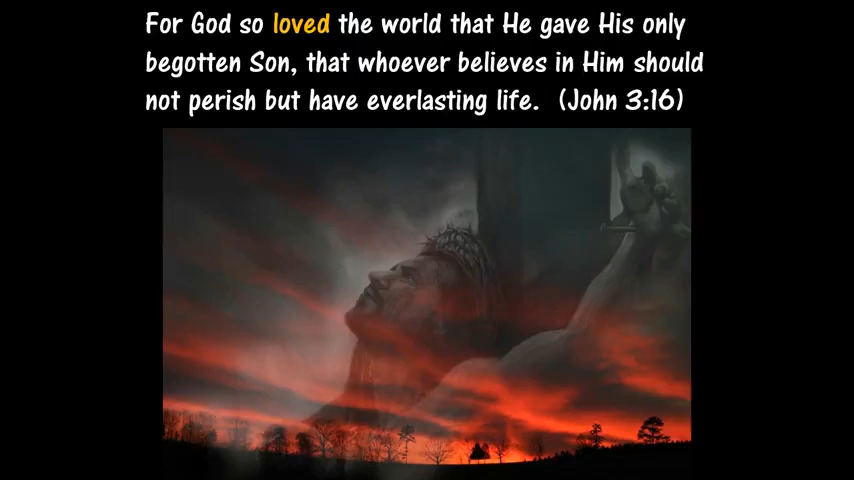 For God so loved the world that He gave His only
begotten Son, that whoever believes in Him should
not perish but have everlasting life.  (John 3:16)